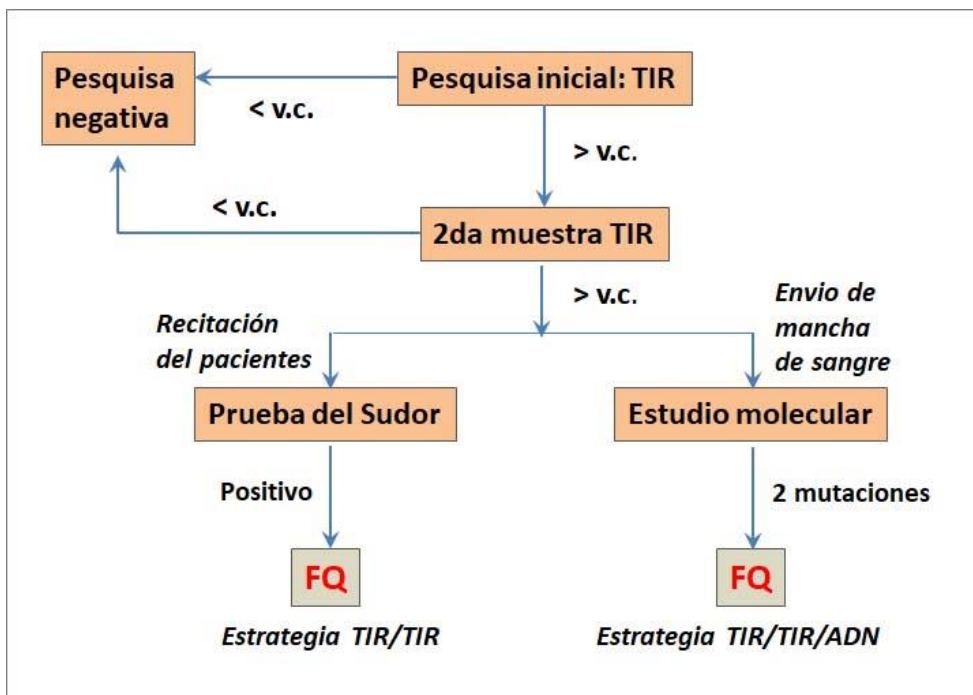 Pesquisa
negativa
Pesquisa inicial: TIR
< v.c.
> v.c.
< v.c.
2da muestra TIR
> v.c.
Recitación
del pacientes
Envio de
mancha
de sangre
Prueba del Sudor
Estudio molecular
Positivo
2 mutaciones
FQ
FQ
Estrategia TIR/TIR
Estrategia TIR/TIR/ADN